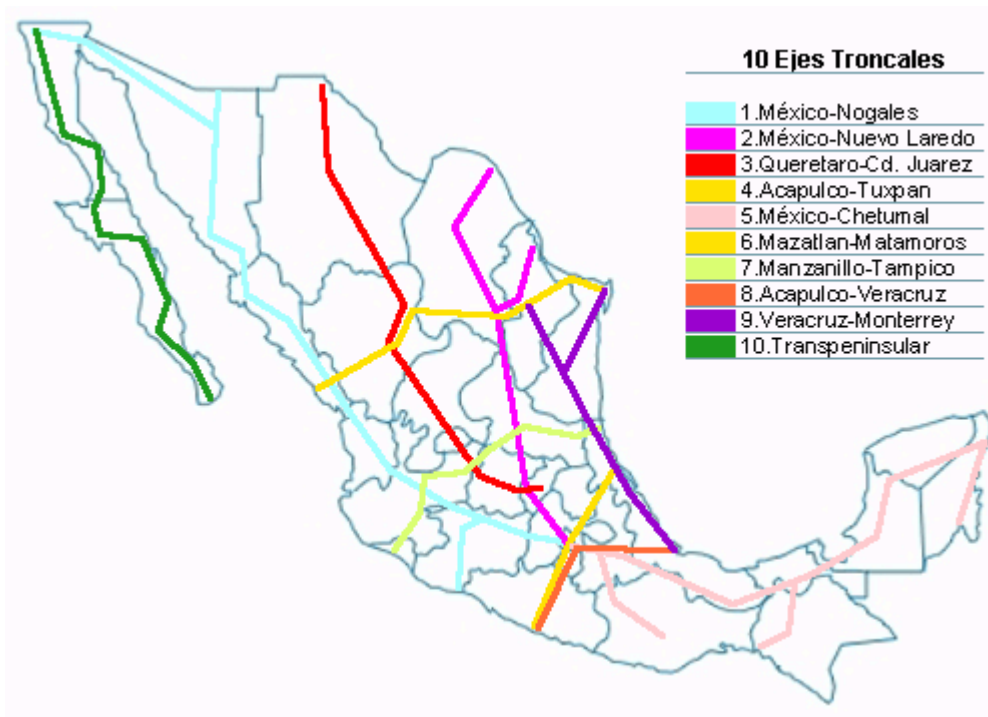 10 Ejes Troncales
1.México-Nogales
2.México-Nuevo Laredo
3.Queretaro-Cd. Juarez
4.Acapulco-Tuxpan
5.México-Chetumal
6.Mazatlan-Matamoros
7.Manzanillo-Tampico
8.Acapulco-Veracruz
9.Veracruz-Monterrey
10.Transpeninsular